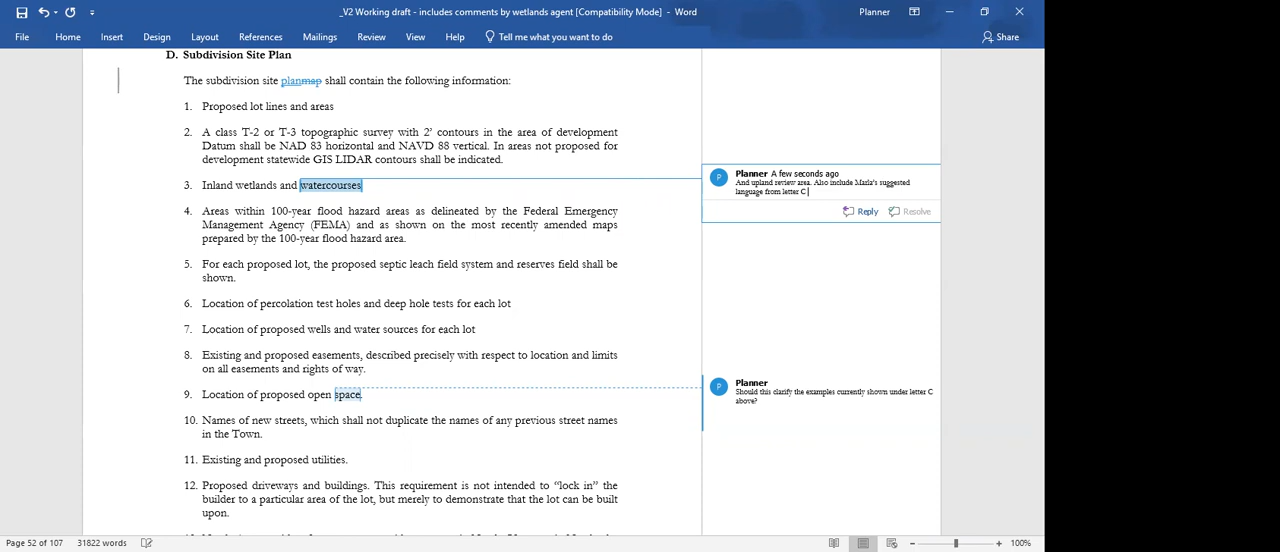 _V2 Working draft - includes comments by wetlands agent [Compatibility Mode] - Word
Planner
File Home Insert Design Layout References Mailings Review View Help Tell me what you want to do Share
D. Subdivision Site Plan
The subdivision site planmap shall contain the following information:
1. Proposed lot lines and areas
2. A class T-2 or T-3 topographic survey with 2' contours in the area of development
Datum shall be NAD 83 horizontal and NAVD 88 vertical. In areas not proposed for
development statewide GIS LIDAR contours shall be indicated.
3. Inland wetlands and watercourses
4. Areas within 100-year flood hazard areas as delineated by the Federal Emergency
Management Agency (FEMA) and as shown on the most recently amended maps
prepared by the 100-year flood hazard area.
5. For each proposed lot, the proposed septic leach field system and reserves field shall be
shown.
6. Location of percolation test holes and deep hole tests for each lot
7. Location of proposed wells and water sources for each lot
8. Existing and proposed easements, described precisely with respect to location and limits
on all easements and rights of way.
9. Location of proposed open space.
10. Names of new streets, which shall not duplicate the names of any previous street names
in the Town.
11. Existing and proposed utilities.
12. Proposed driveways and buildings. This requirement is not intended to “lock in” the
builder to a particular area of the lot, but merely to demonstrate that the lot can be built
upon.
P
Planner A few seconds ago
And upland review area. Also include Marla's suggested
language from letter C
Reply Resolve
P
Planner
Should this clarify the examples currently shown under letter C
above?
Page 52 of 107 31822 words 100%